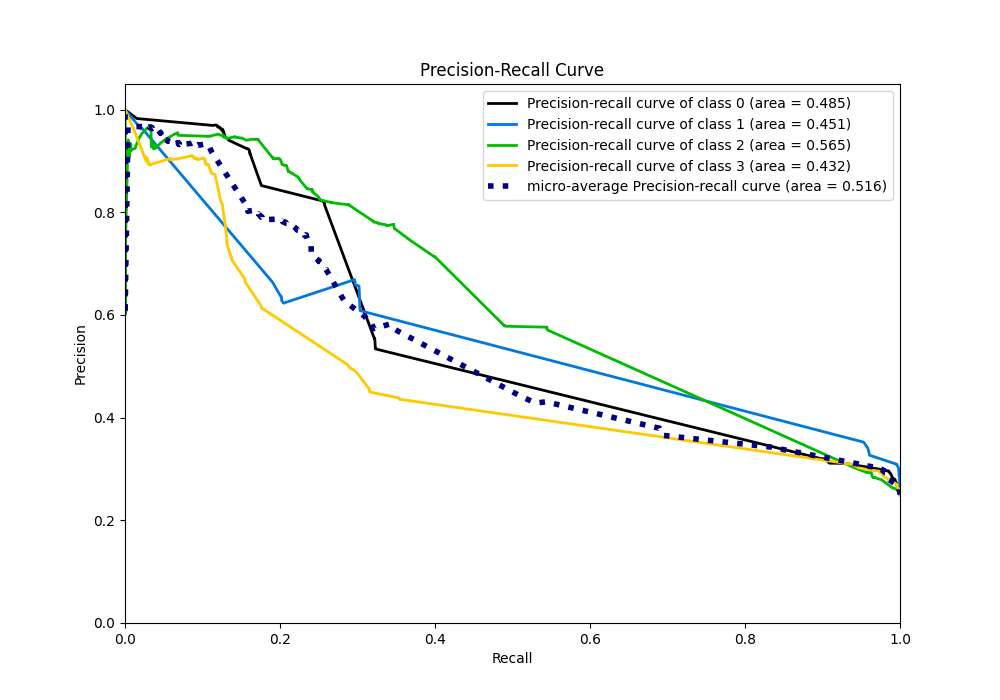 Precision-Recall Curve
Precision-recall curve of class 0 (area = 0.485)
Precision-recall curve of class 1 (area = 0.451)
Precision-recall curve of class 2 (area = 0.565)
Precision-recall curve of class 3 (area = 0.432)
micro-average Precision-recall curve (area = 0.516)
Precision
1.0
0.8
0.6
0.4
0.2
0.0
0.0 0.2 0.4 0.6 0.8 1.0
Recall